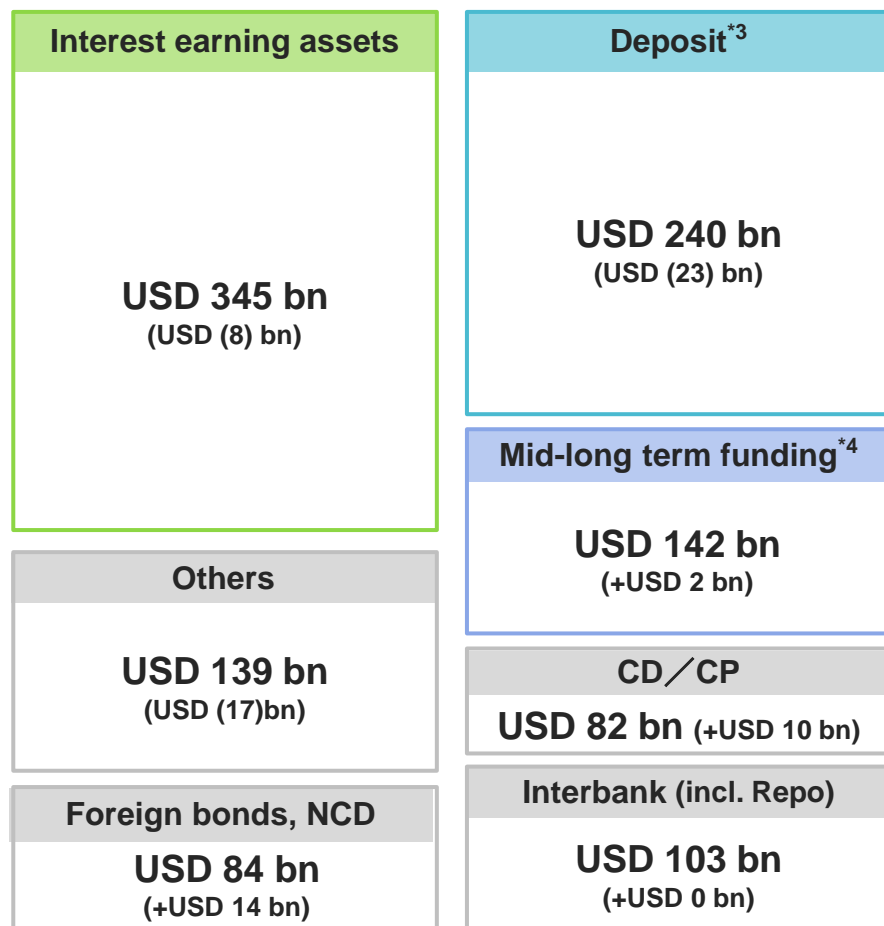 Interest earning assets
USD 345 bn
(USD (8) bn)
Others
USD 139 bn
(USD (17)bn)
Foreign bonds, NCD
USD 84 bn
(+USD 14 bn)
Deposit*3
USD 240 bn
(USD (23) bn)
Mid-long term funding*4
USD 142 bn
(+USD 2 bn)
CD／CP
USD 82 bn (+USD 10 bn)
Interbank (incl. Repo)
USD 103 bn
(+USD 0 bn)